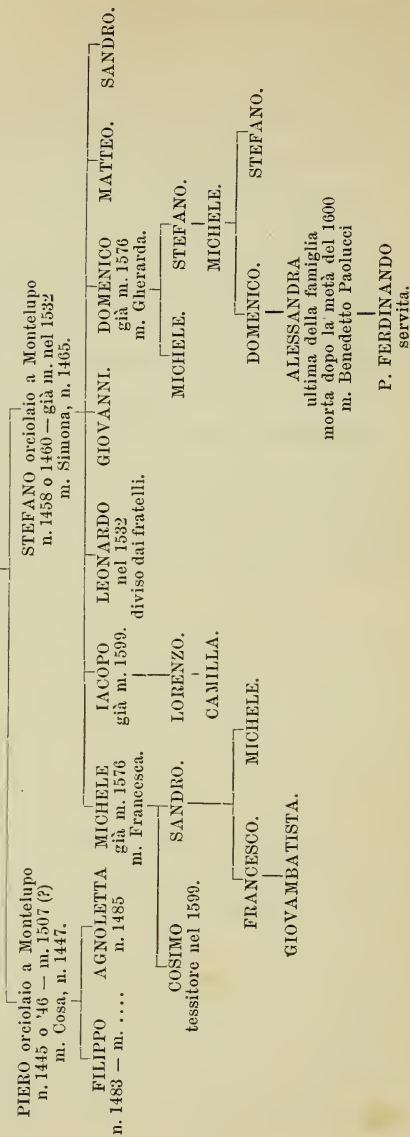 PIERO orciolaio a Montelupo
n. 1445 o '46 — m. 1507 (?)
m. Cosa, n. 1447.
STEFANO orciolaio a Montelupo
n. 1458 o 1460 — già m. nel 1532
m. Simona, n. 1465.
FILIPPO
n. 1483 — m. ....
AGNOLETTA
n. 1485
MICHELE
già m. 1576
m. Francesca.
IACOPO
già m. 1599.
LEONARDO
nel 1532
diviso dai fratelli.
GIOVANNI.
DOMENICO
già m. 1576
m. Gherarda.
MATTEO.
SANDRO.
COSIMO
tessitore nel 1599.
SANDRO.
LORENZO.
MICHELE.
STEFANO.
CAMILLA.
MICHELE.
FRANCESCO.
MICHELE.
DOMENICO.
STEFANO.
GIOVAMBATISTA.
ALESSANDRA
ultima della famiglia
morta dopo la metà del 1600
m. Benedetto Paolucci
P. FERDINANDO
servita.